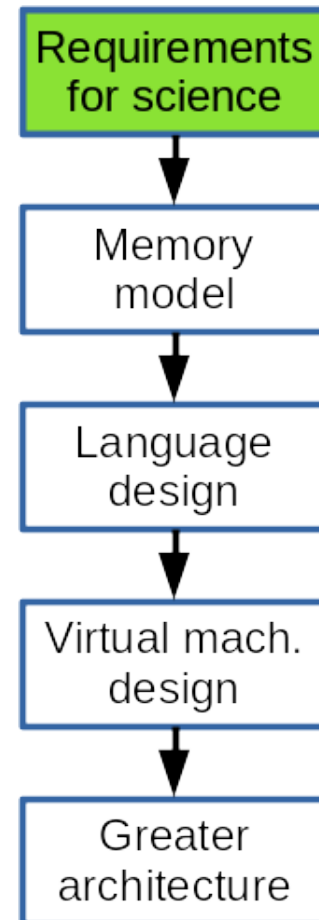 Requirements
for science
Memory
model
Language
design
Virtual mach.
design
Greater
architecture